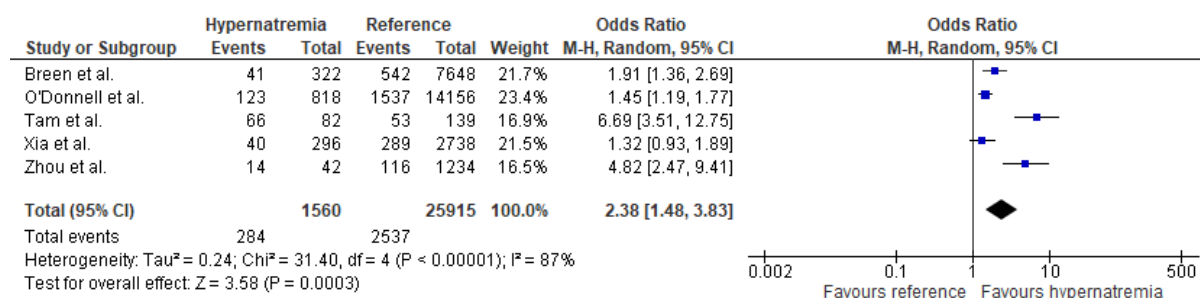 Hypernatremia Reference Odds Ratio Odds Ratio
Study or Subgroup Events Total Events Total Weight M-H, Random, 95% CI M-H, Random, 95% CI
Breen et al. 41 322 542 7648 21.7% 1.91 [1.36, 2.69]
O'Donnell et al. 123 818 1537 14156 23.4% 1.45 [1.19, 1.77]
Tam et al. 66 82 53 139 16.9% 6.69 [3.51, 12.75]
Xia et al. 40 296 289 2738 21.5% 1.32 [0.93, 1.89]
Zhou et al. 14 42 116 1234 16.5% 4.82 [2.47, 9.41]
Total (95% CI) 1560 25915 100.0% 2.38 [1.48, 3.83]
Total events 284 2537
Heterogeneity: Tau² = 0.24; Chi² = 31.40, df = 4 (P < 0.00001); I² = 87%
Test for overall effect: Z = 3.58 (P = 0.0003)
0.002 0.1 1 10 500
Favours reference Favours hypernatremia